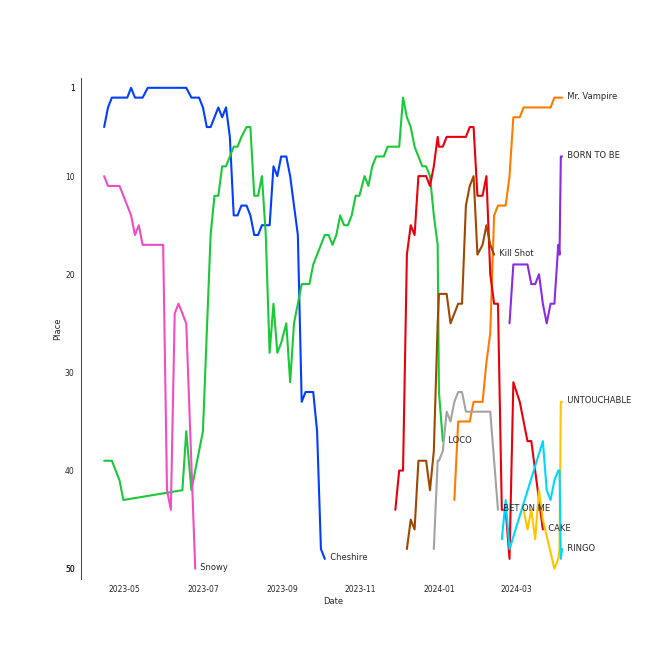 1
Mr. Vampire
BORN TO BE
10
Kill Shot
20
Place
30
UNTOUCHABLE
LOCO
40
BET ON ME
CAKE
RINGO
Cheshire
50
Snowy
2023-05
2023-07
2023-09
2023-11
2024-01
2024-03
Date